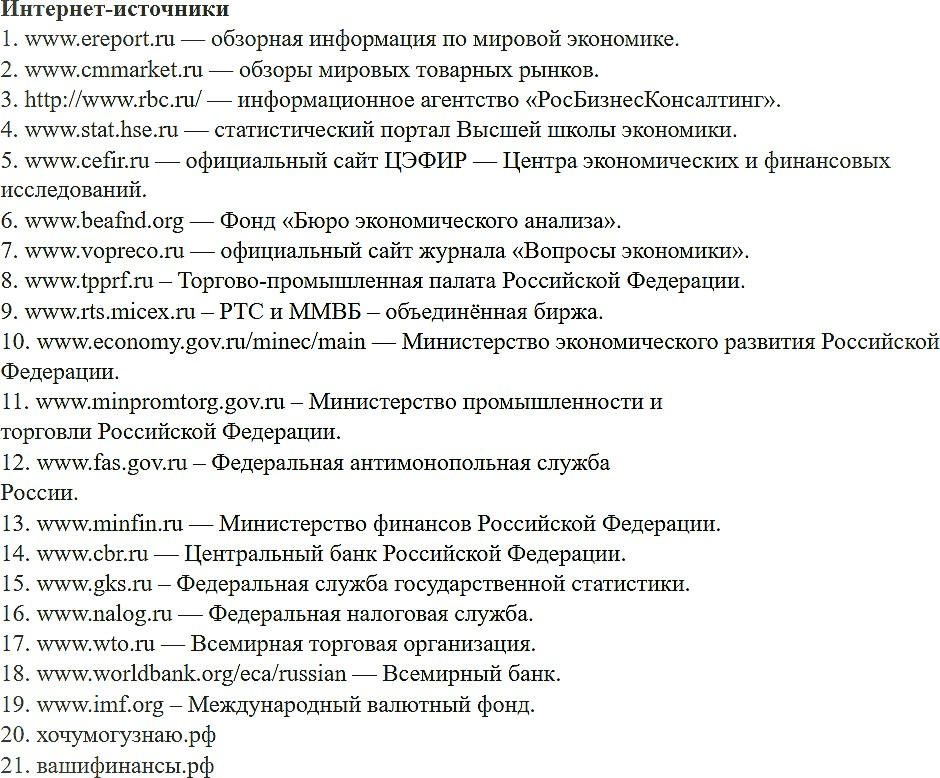 Интернет-источники
1. www.ereport.ru — обзорная информация по мировой экономике.
2. www.cmmarket.ru — обзоры мировых товарных рынков.
3. http://www.rbc.ru/ — информационное агентство «РосБизнесКонсалтинг».
4. www.stat.hse.ru — статистический портал Высшей школы экономики.
5. www.cefir.ru — официальный сайт ЦЭФИР — Центра экономических и финансовых
исследований.
6. www.beafnd.org — Фонд «Бюро экономического анализа».
7. www.vopreco.ru — официальный сайт журнала «Вопросы экономики».
8. www.tpprf.ru – Торгово-промышленная палата Российской Федерации.
9. www.rts.micex.ru – РТС и ММВБ – объединённая биржа.
10. www.economy.gov.ru/minec/main — Министерство экономического развития Российской
Федерации.
11. www.minpromtorg.gov.ru – Министерство промышленности и
торговли Российской Федерации.
12. www.fas.gov.ru – Федеральная антимонопольная служба
России.
13. www.minfin.ru — Министерство финансов Российской Федерации.
14. www.cbr.ru — Центральный банк Российской Федерации.
15. www.gks.ru – Федеральная служба государственной статистики.
16. www.nalog.ru — Федеральная налоговая служба.
17. www.wto.ru — Всемирная торговая организация.
18. www.worldbank.org/eca/russian — Всемирный банк.
19. www.imf.org – Международный валютный фонд.
20. хочумогузнаю.рф
21. вашифинансы.рф